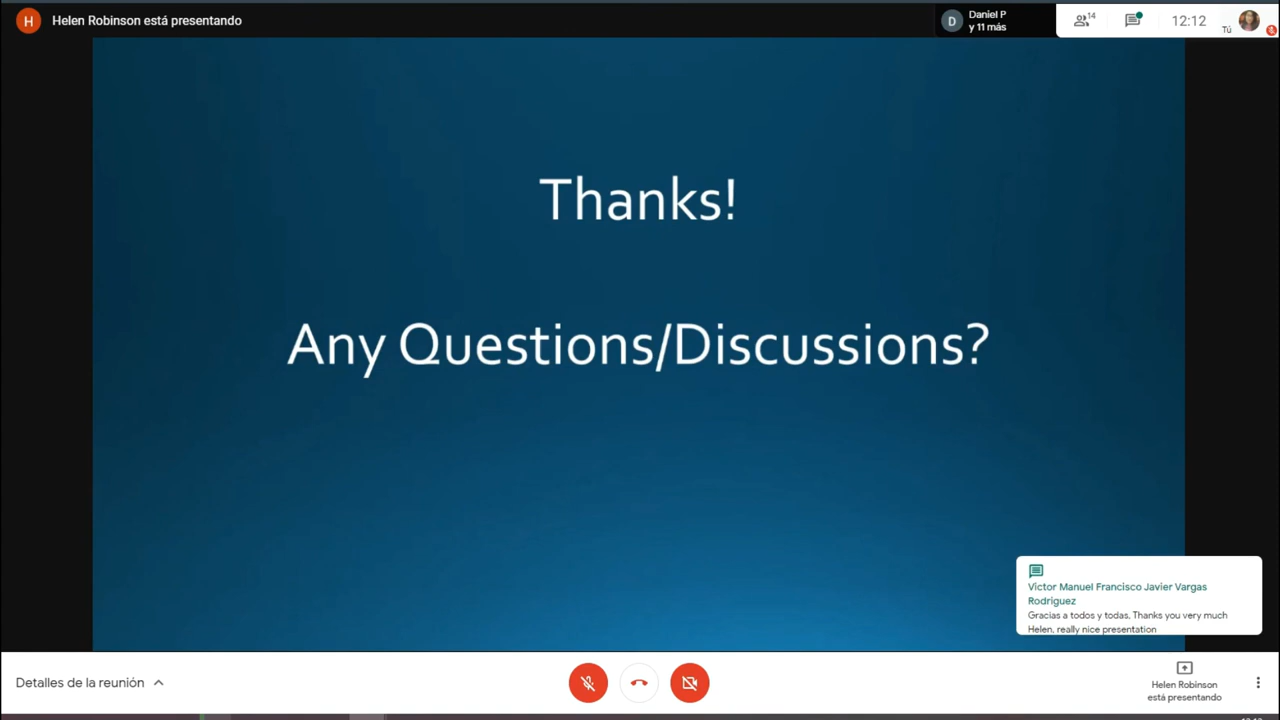 H Helen Robinson está presentando
D Daniel P
y 11 más
14
12:12
Tú
Thanks!
Any Questions/Discussions?
Victor Manuel Francisco Javier Vargas
Rodriguez
Gracias a todos y todas, Thanks you very much
Helen, really nice presentation
Detalles de la reunión
Helen Robinson
está presentando